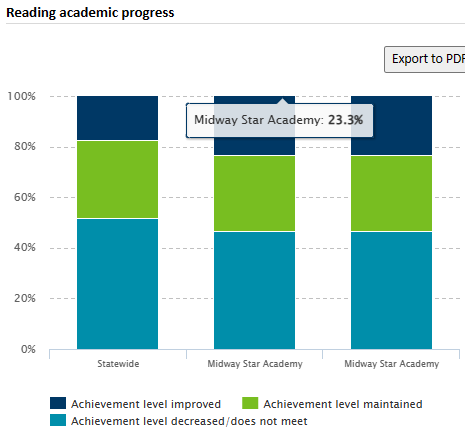 Reading academic progress
Export to PDF
100%
Midway Star Academy: 23.3%
80%
60%
40%
20%
0%
Statewide Midway Star Academy Midway Star Academy
Achievement level improved Achievement level maintained
Achievement level decreased/does not meet